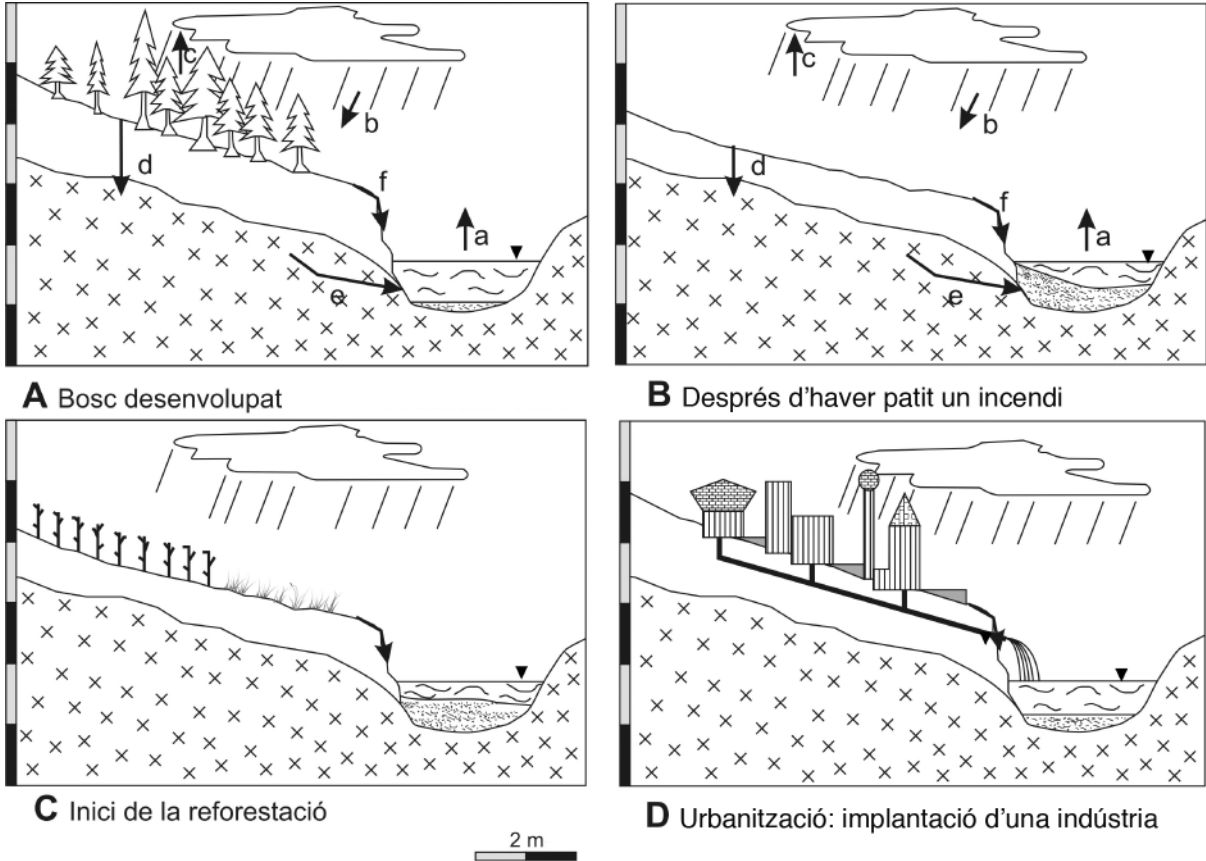 c
b
d
f
a
e
A Bosc desenvolupat
c
b
d
f
a
e
B Després d'haver patit un incendi
C Inici de la reforestació
D Urbanització: implantació d'una indústria
2 m